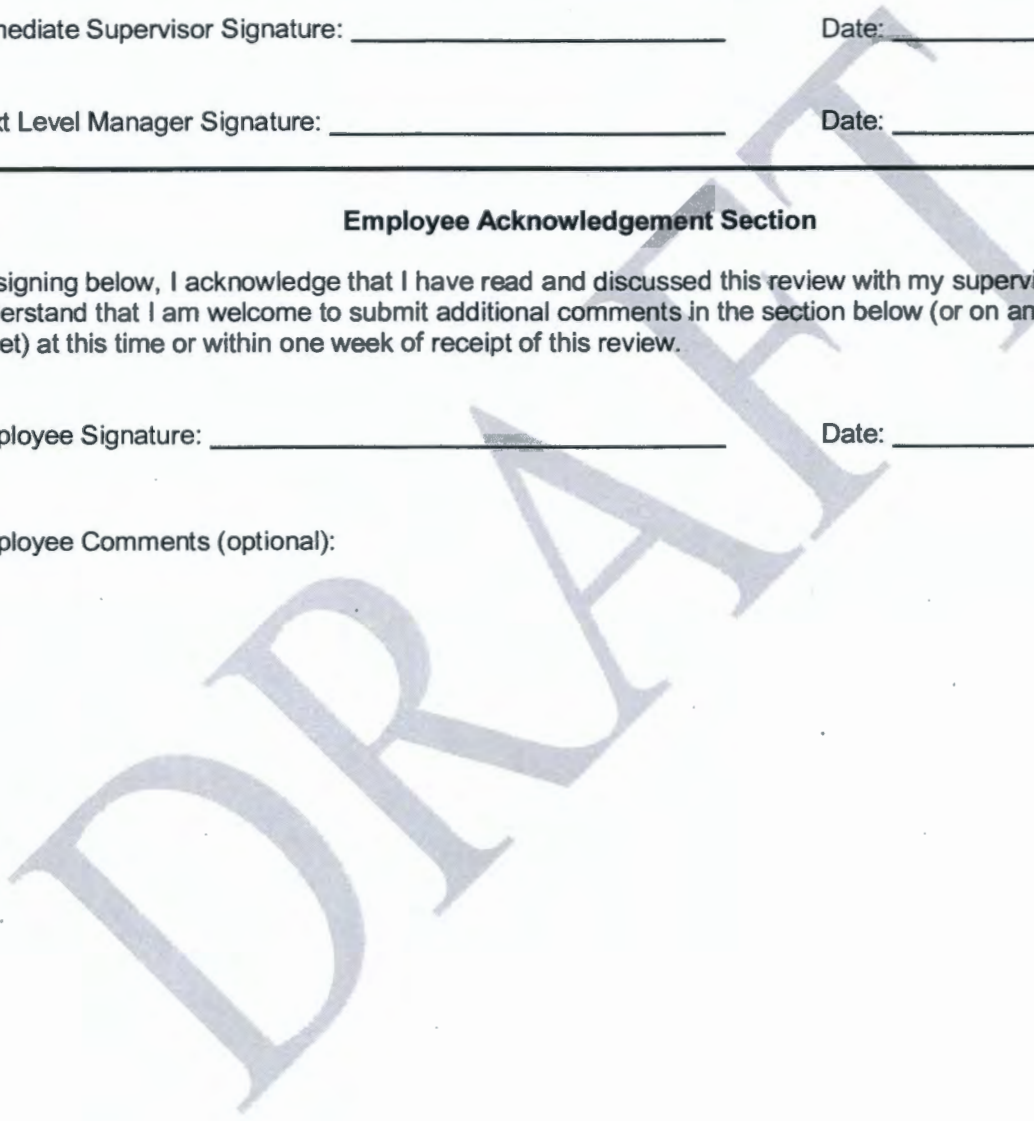 mediate Supervisor Signature: Date:
t Level Manager Signature: Date:
Employee Acknowledgement Section
signing below, I acknowledge that I have read and discussed this review with my supervi
erstand that I am welcome to submit additional comments in the section below (or on an
et) at this time or within one week of receipt of this review.
ployee Signature: Date:
ployee Comments (optional):
DRAFT